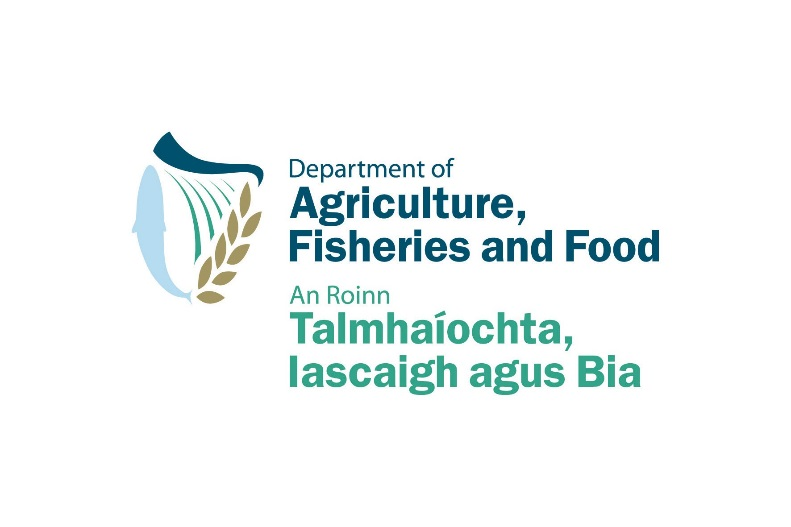 Department of
Agriculture,
Fisheries and Food
An Roinn
Talmhaíochta,
Iascaigh agus Bia